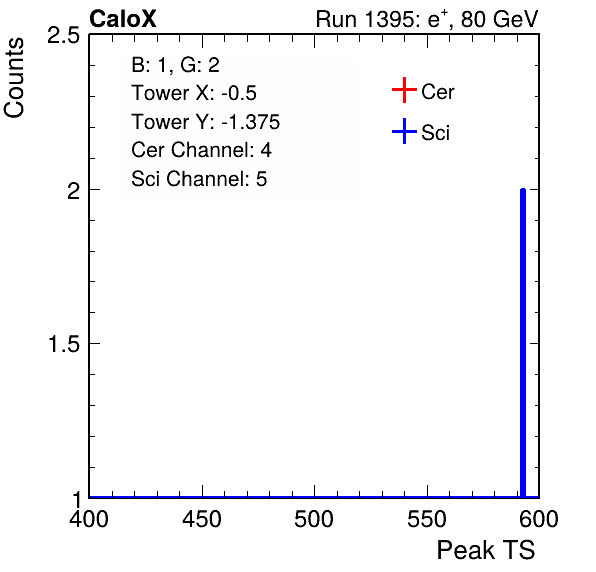 CaloX Run 1395: e⁺, 80 GeV
Counts
2.5
2
1.5
1
B: 1, G: 2
Tower X: -0.5
Tower Y: -1.375
Cer Channel: 4
Sci Channel: 5
Cer
Sci
400 450 500 550 600
Peak TS